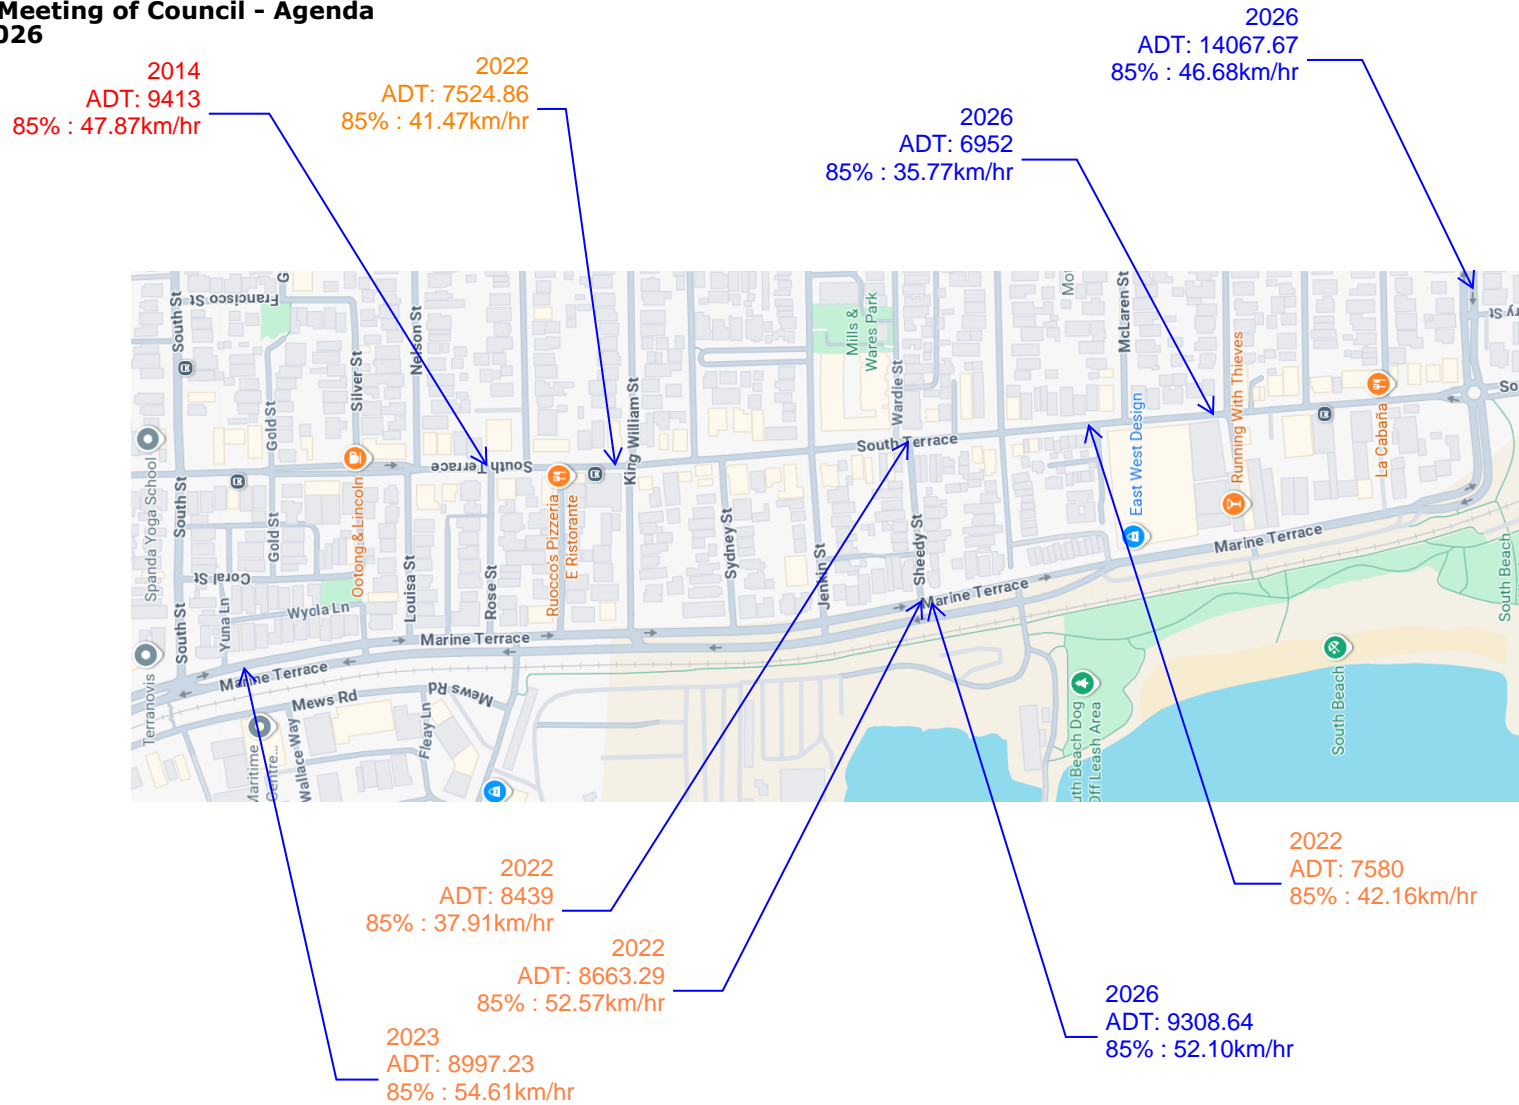 Meeting of Council - Agenda
026
2014
ADT: 9413
85% : 47.87km/hr
2022
ADT: 7524.86
85% : 41.47km/hr
2026
ADT: 6952
85% : 35.77km/hr
2026
ADT: 14067.67
85% : 46.68km/hr
South St
Francisco St
G
Silver St
Nelson St
Gold St
King William St
Mills &
Wares Park
Wardie St
Mo
McLaren St
ry St
East West Design
Running With Thieves
La Cabaña
So
South Terrace
South Terrace
Spanda Yoga School
South St
Gold St
Ootong & Lincoln
Coral St
Wyola Ln
Yuna Ln
South St
Louisa St
Rose St
Ruocco's Pizzeria
E Ristorante
Sydney St
Jenkin St
Sheedy St
Marine Terrace
Marine Terrace
Marine Terrace
Marine Terrace
Terranovis
Mews Rd
Mews Rd
Fleay Ln
Wallace Way
Maritime
Centre...
South Beach
South Beach
uth Beach Dog
Off Leash Area
2022
ADT: 8439
85% : 37.91km/hr
2022
ADT: 7580
85% : 42.16km/hr
2022
ADT: 8663.29
85% : 52.57km/hr
2026
ADT: 9308.64
85% : 52.10km/hr
2023
ADT: 8997.23
85% : 54.61km/hr